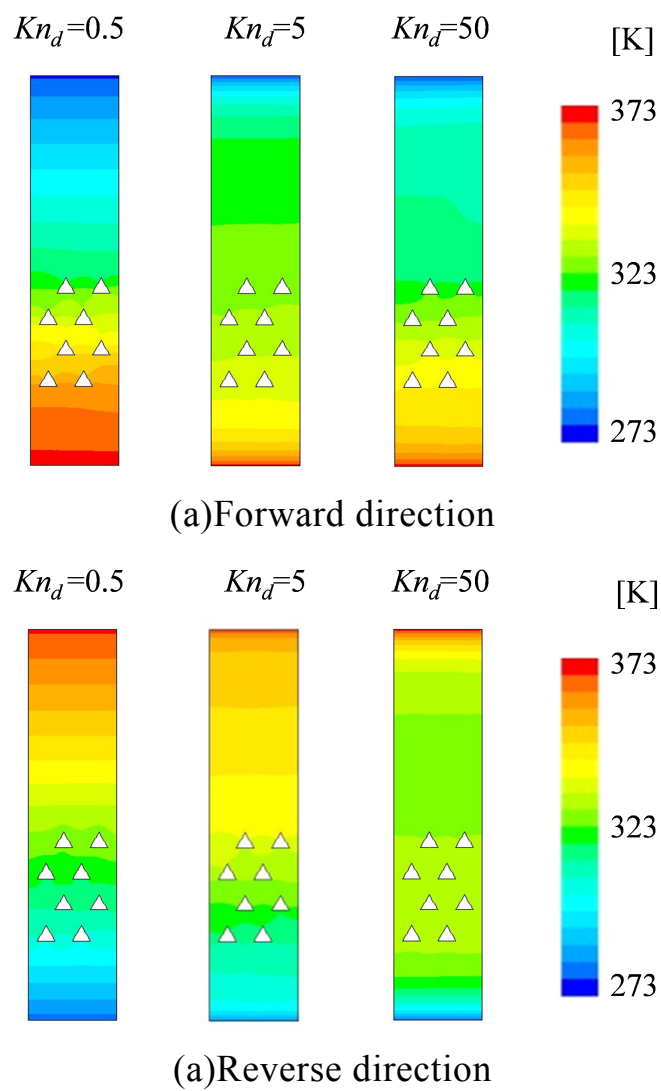 Kn_d=0.5 Kn_d=5 Kn_d=50 [K]
373
323
273
(a)Forward direction
Kn_d=0.5 Kn_d=5 Kn_d=50 [K]
373
323
273
(a)Reverse direction